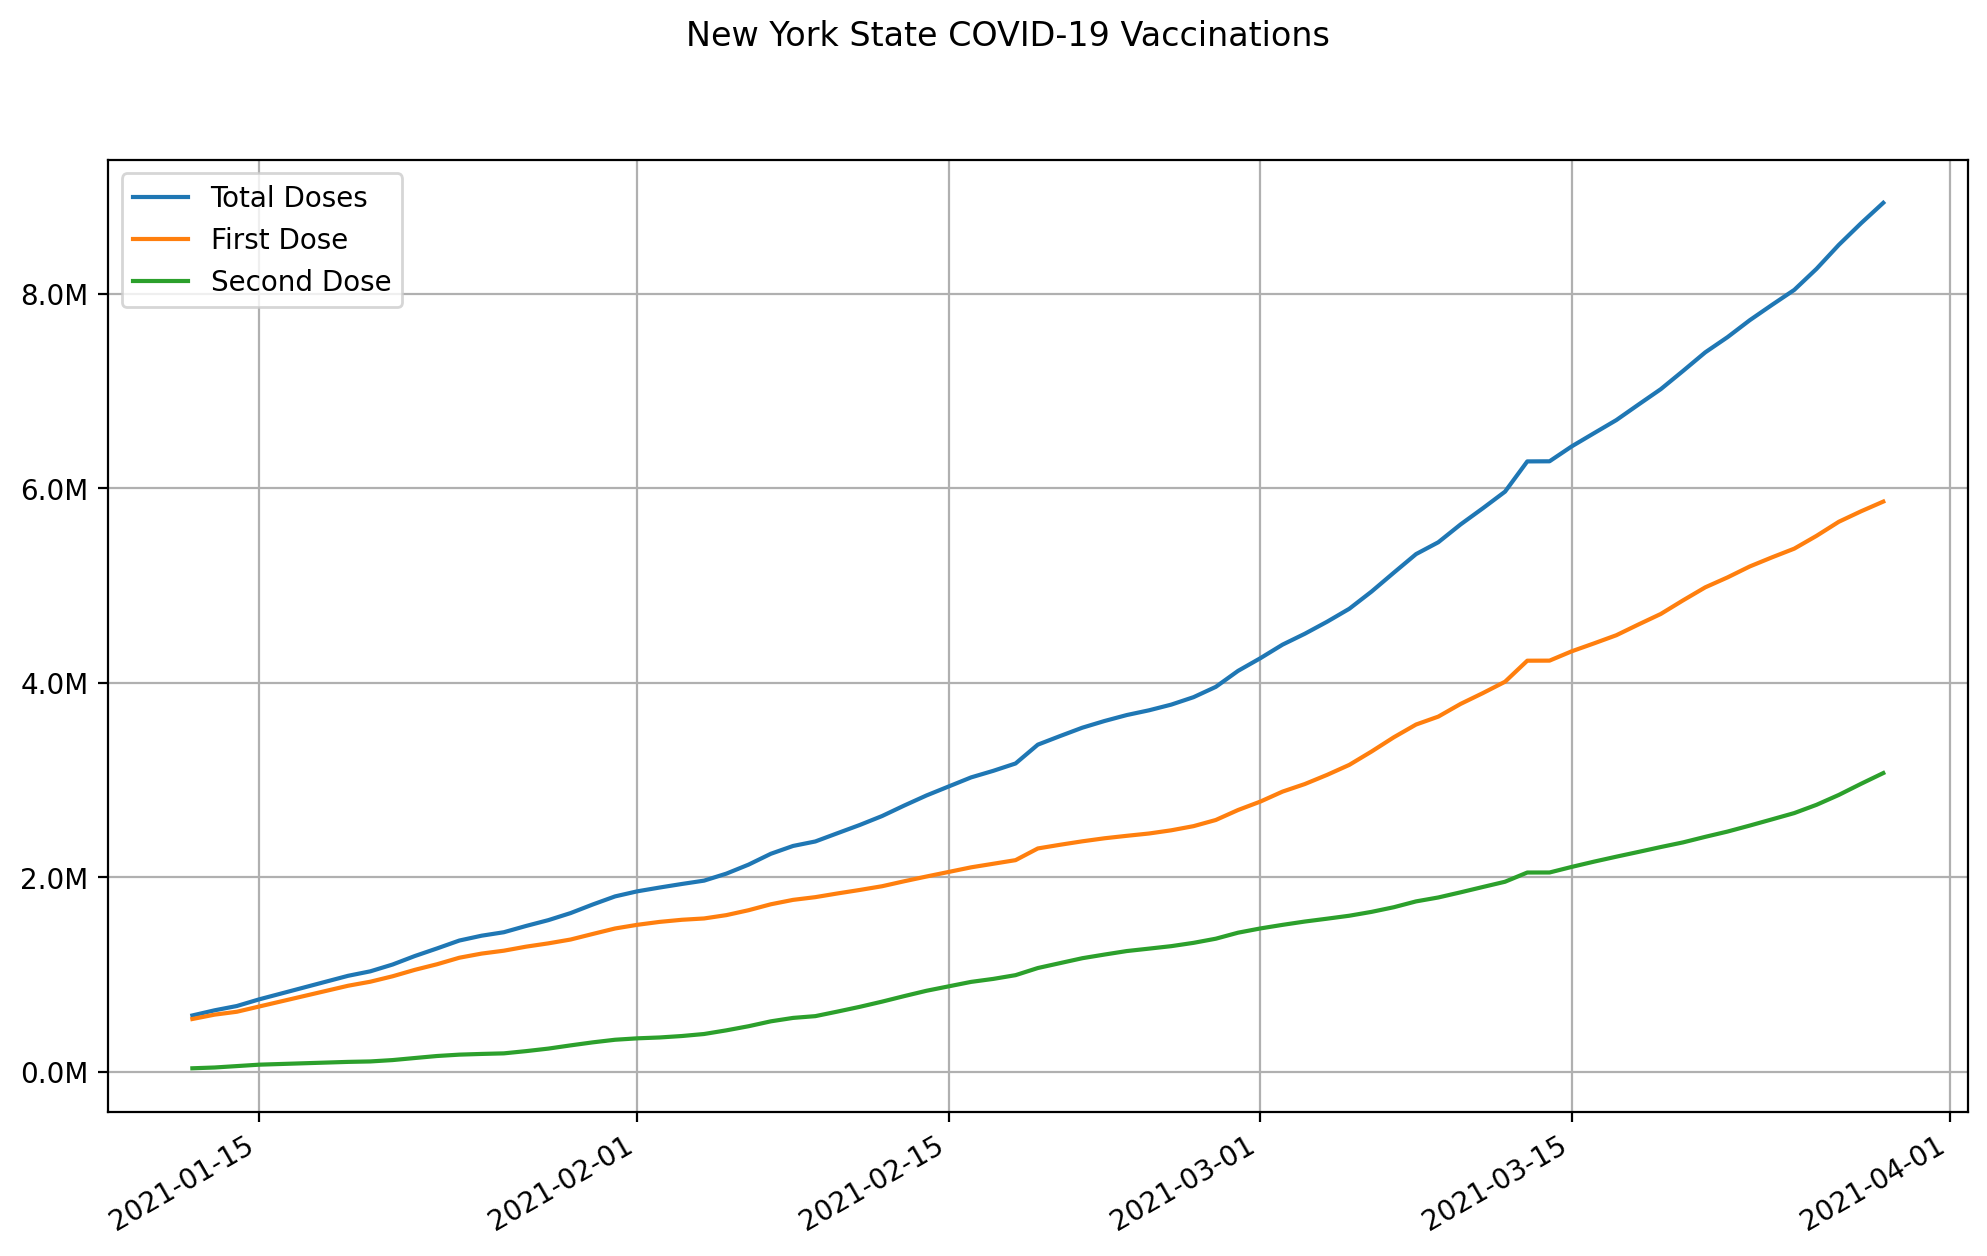 New York State COVID-19 Vaccinations
Total Doses
First Dose
Second Dose
8.0M
6.0M
4.0M
2.0M
0.0M
2021-01-15
2021-02-01
2021-02-15
2021-03-01
2021-03-15
2021-04-01